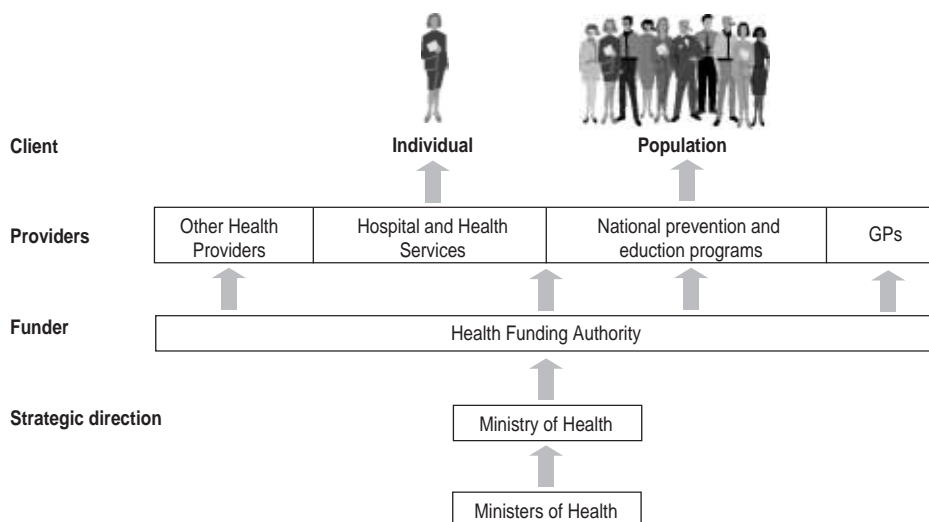 Client
Individual
Population
Providers
Other Health
Providers
Hospital and Health
Services
National prevention and
eduction programs
GPs
Funder
Health Funding Authority
Strategic direction
Ministry of Health
Ministers of Health